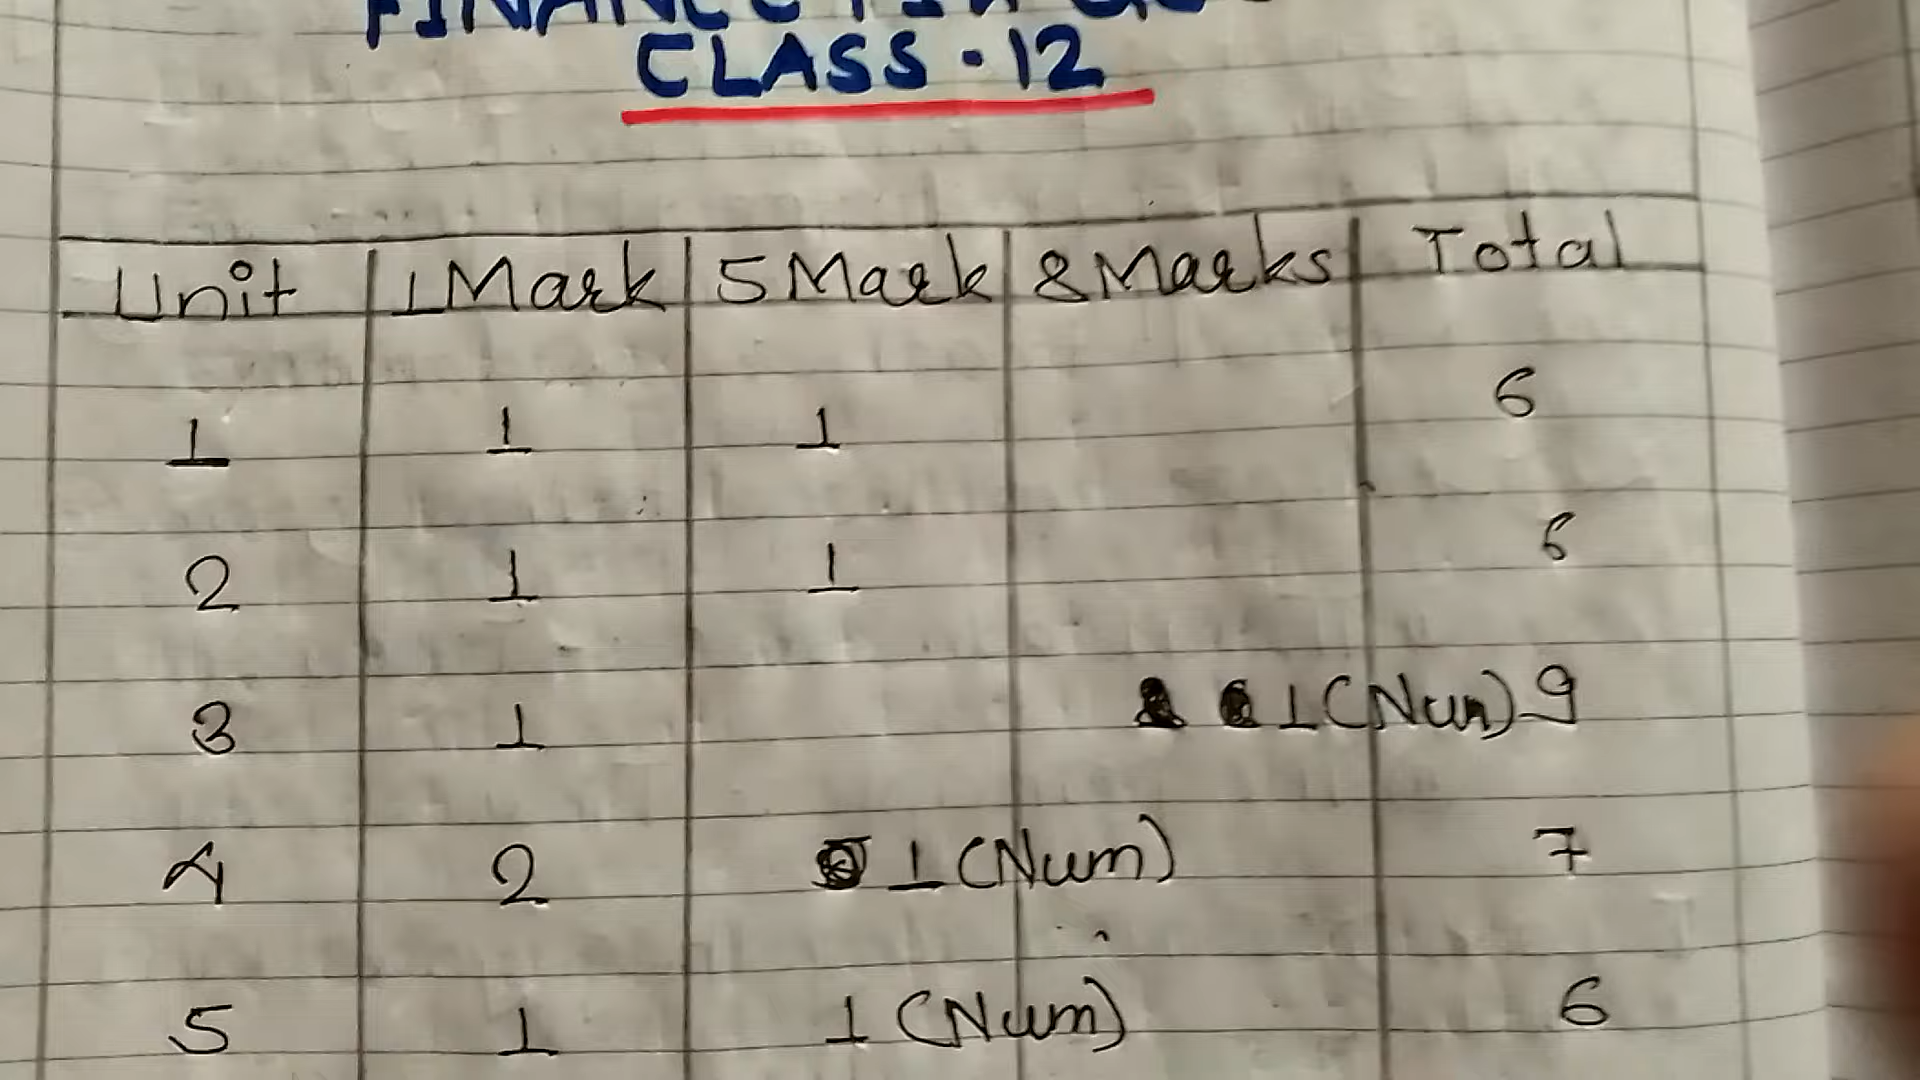 CLASS-12
Unit 1Mark 5Mark 8Marks Total
1 1 1 6
2 1 1 6
3 1 1(Num) 9
4 2 1(Num) 7
5 1 1(Num) 6